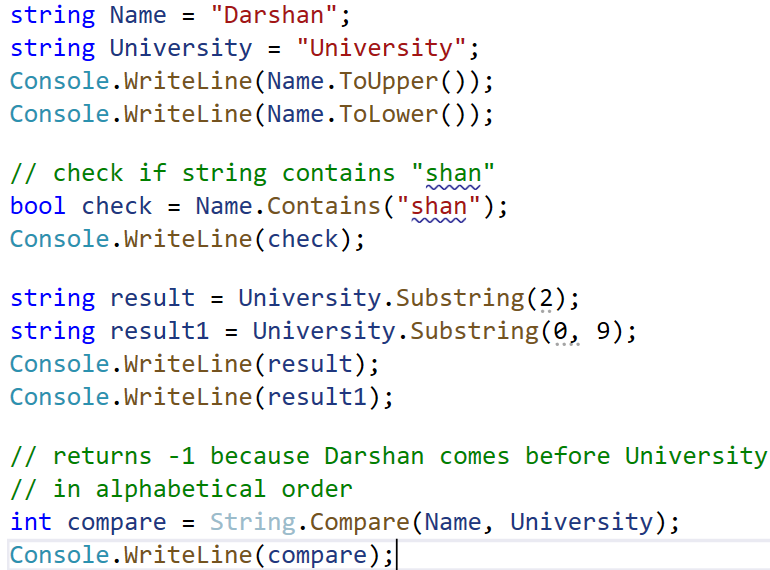 string Name = "Darshan";
string University = "University";
Console.WriteLine(Name.ToUpper());
Console.WriteLine(Name.ToLower());
// check if string contains "shan"
bool check = Name.Contains("shan");
Console.WriteLine(check);
string result = University.Substring(2);
string result1 = University.Substring(0, 9);
Console.WriteLine(result);
Console.WriteLine(result1);
// returns -1 because Darshan comes before University
// in alphabetical order
int compare = String.Compare(Name, University);
Console.WriteLine(compare);